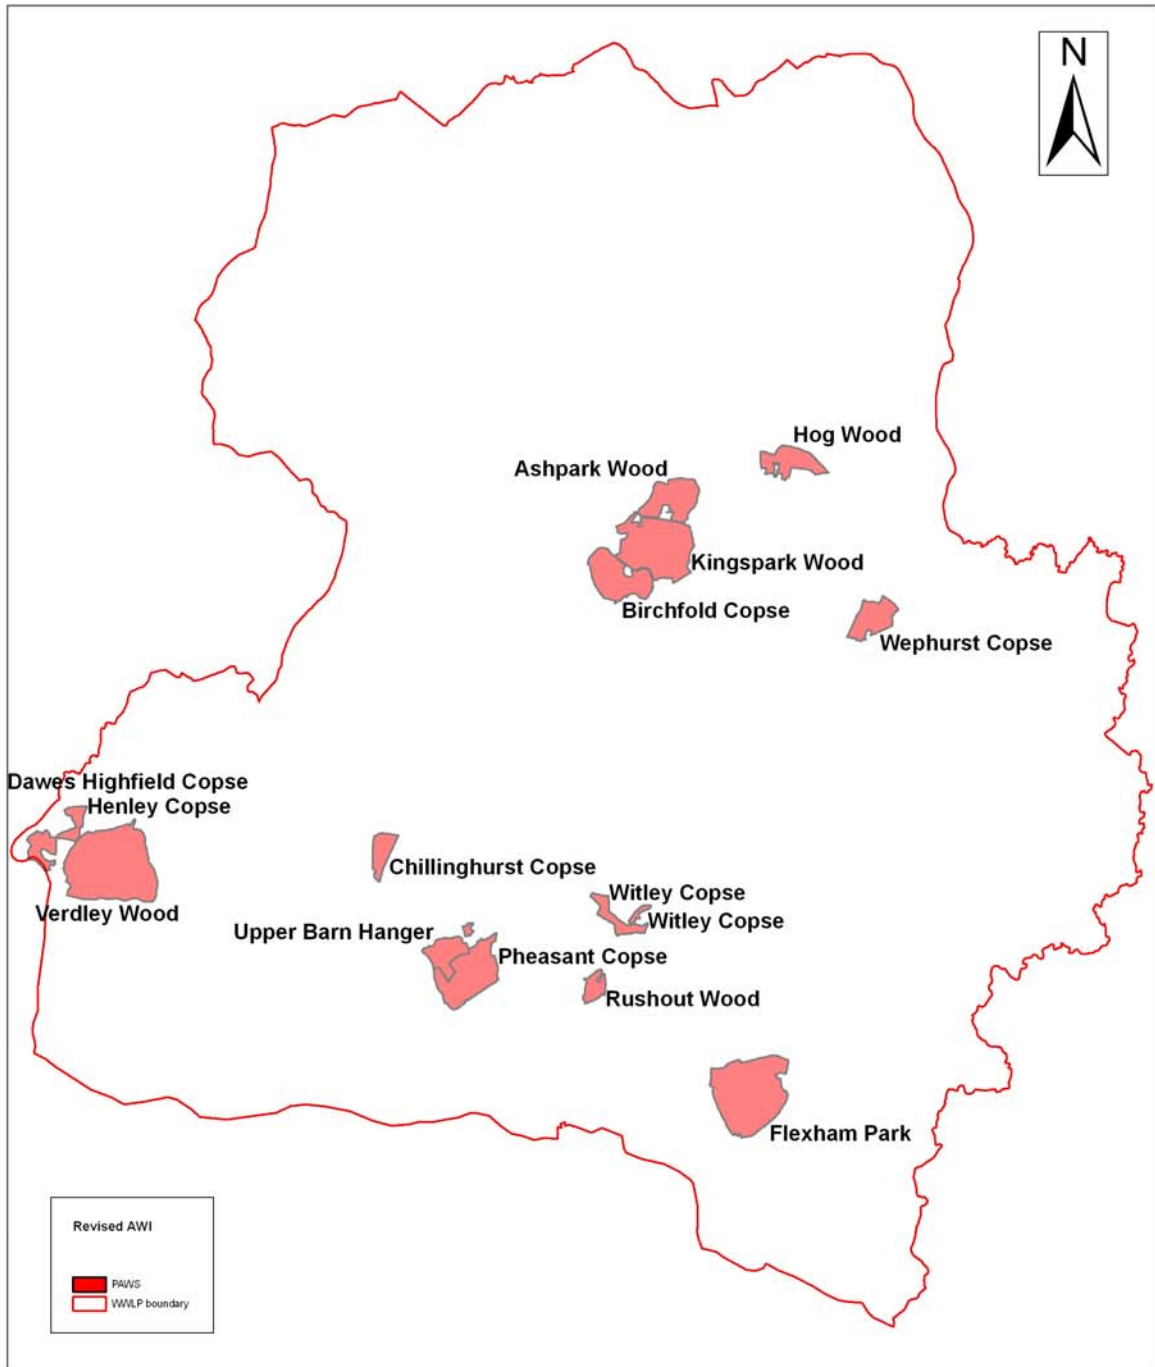 N
Hog Wood
Ashpark Wood
Kingspark Wood
Birchfold Copse
Wephurst Copse
Dawes Highfield Copse
Henley Copse
Chillinghurst Copse
Witley Copse
Verdley Wood
Witley Copse
Upper Barn Hanger
Pheasant Copse
Rushout Wood
Flexham Park
Revised AWI
PAWS
WWLP boundary